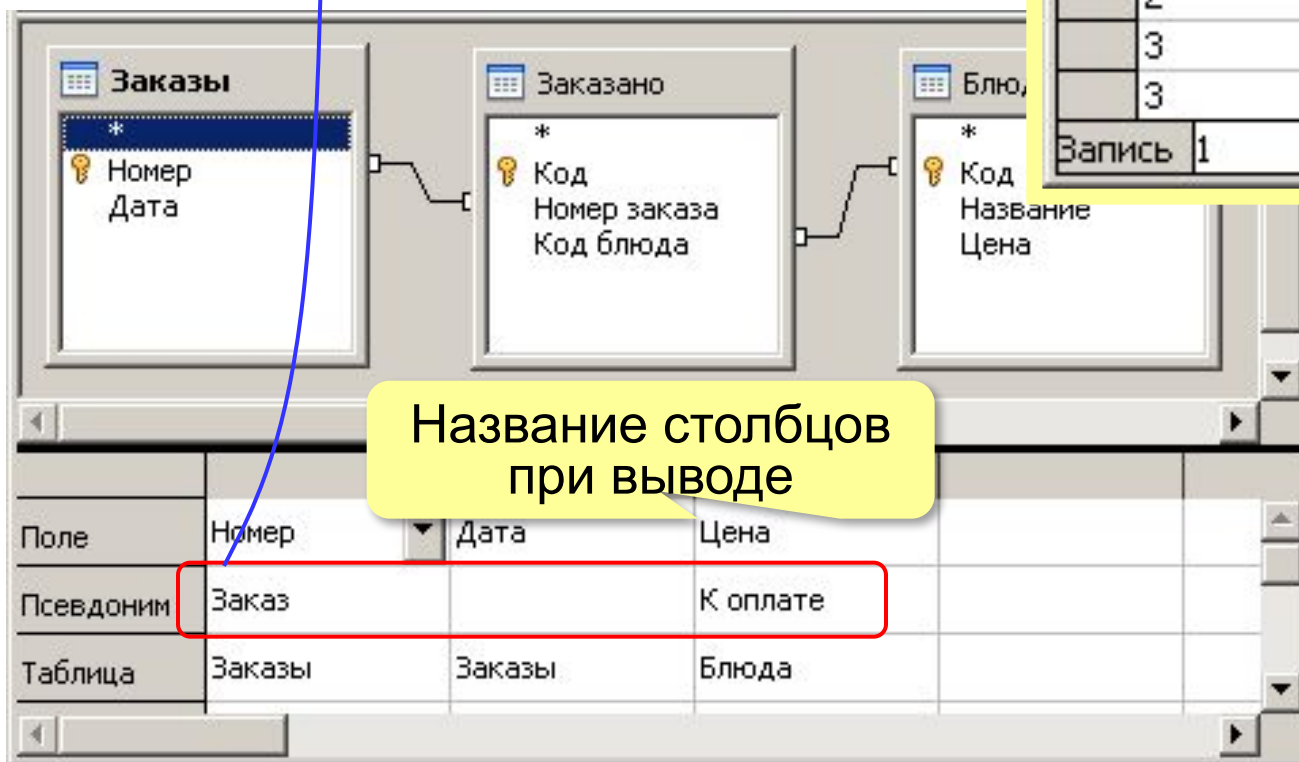 3
3
Запись 1
Заказы
*
Номер
Дата
Заказано
*
Код
Номер заказа
Код блюда
*
Код
Название
Цена
Название столбцов
при выводе
Поле Номер Дата Цена
Псевдоним Заказ К оплате
Таблица Заказы Заказы Блюда